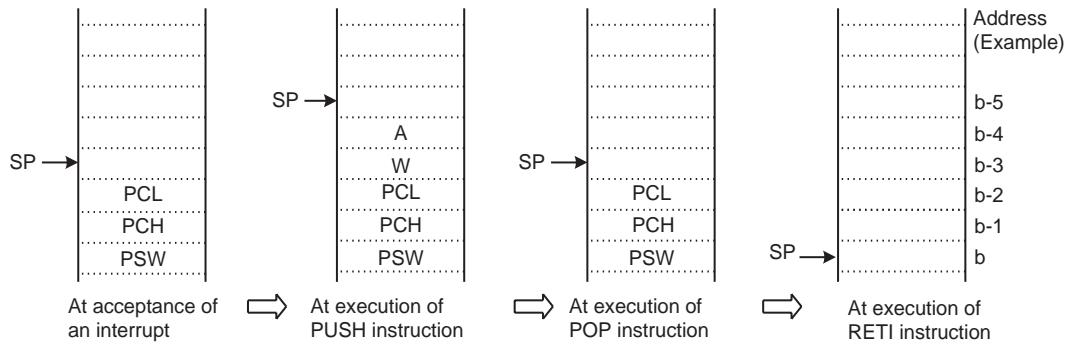 Address
(Example)
SP
b-5
A
b-4
SP
W
SP
b-3
PCL
PCL
PCL
b-2
PCH
PCH
PCH
b-1
PSW
PSW
PSW
SP
b
At acceptance of
an interrupt
At execution of
PUSH instruction
At execution of
POP instruction
At execution of
RETI instruction